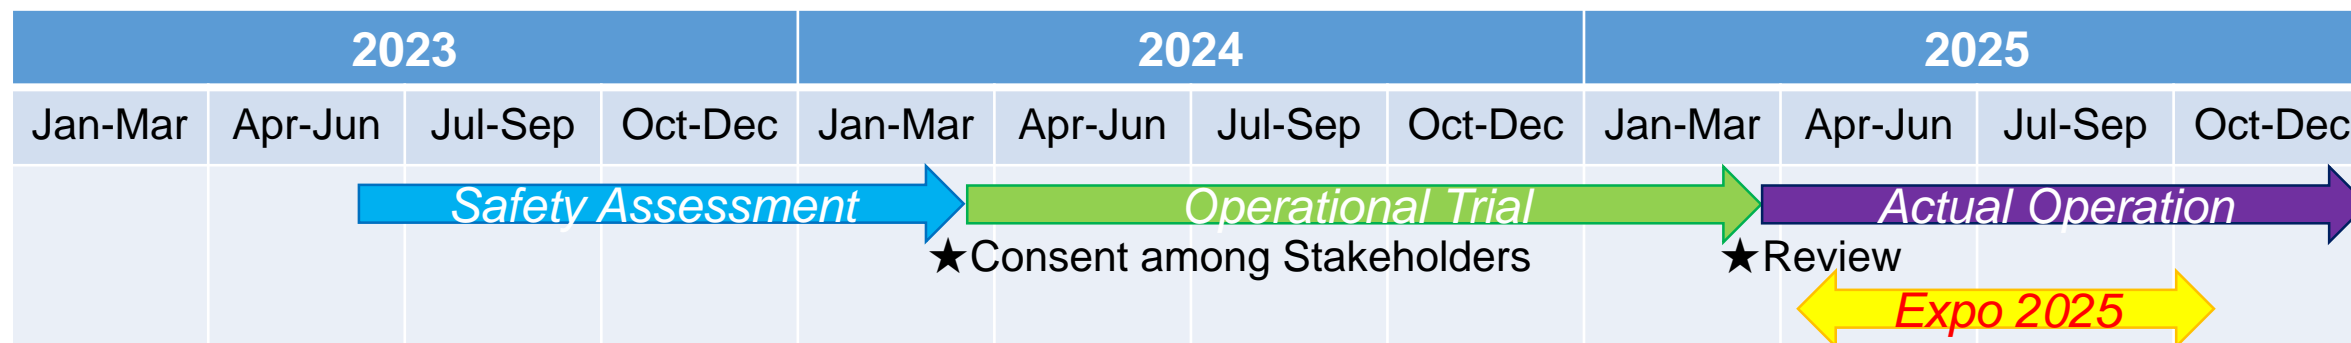 2023 2024 2025
Jan-Mar Apr-Jun Jul-Sep Oct-Dec Jan-Mar Apr-Jun Jul-Sep Oct-Dec Jan-Mar Apr-Jun Jul-Sep Oct-Dec
Safety Assessment Operational Trial Actual Operation
★Consent among Stakeholders ★Review
Expo 2025